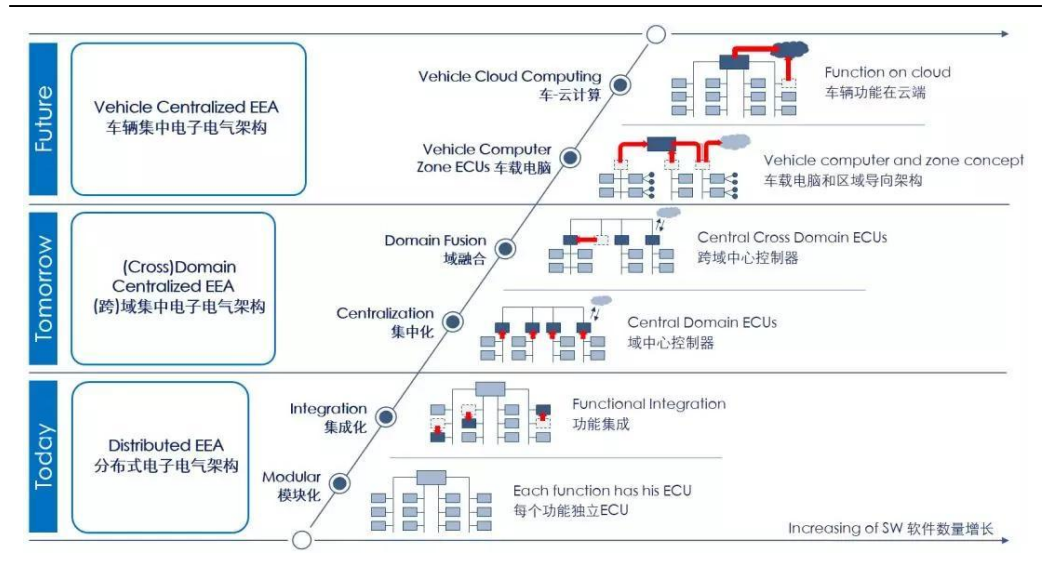 Future
Vehicle Centralized EEA
车辆集中电子电气架构
Vehicle Cloud Computing
车-云计算
Function on cloud
车辆功能在云端
Vehicle Computer
Zone ECUs 车载电脑
Vehicle computer and zone concept
车载电脑和区域导向架构
Tomorrow
(Cross)Domain
Centralized EEA
(跨)域集中电子电气架构
Domain Fusion
域融合
Central Cross Domain ECUs
跨域中心控制器
Centralization
集中化
Central Domain ECUs
域中心控制器
Today
Distributed EEA
分布式电子电气架构
Integration
集成化
Functional Integration
功能集成
Modular
模块化
Each function has his ECU
每个功能独立ECU
Increasing of SW 软件数量增长